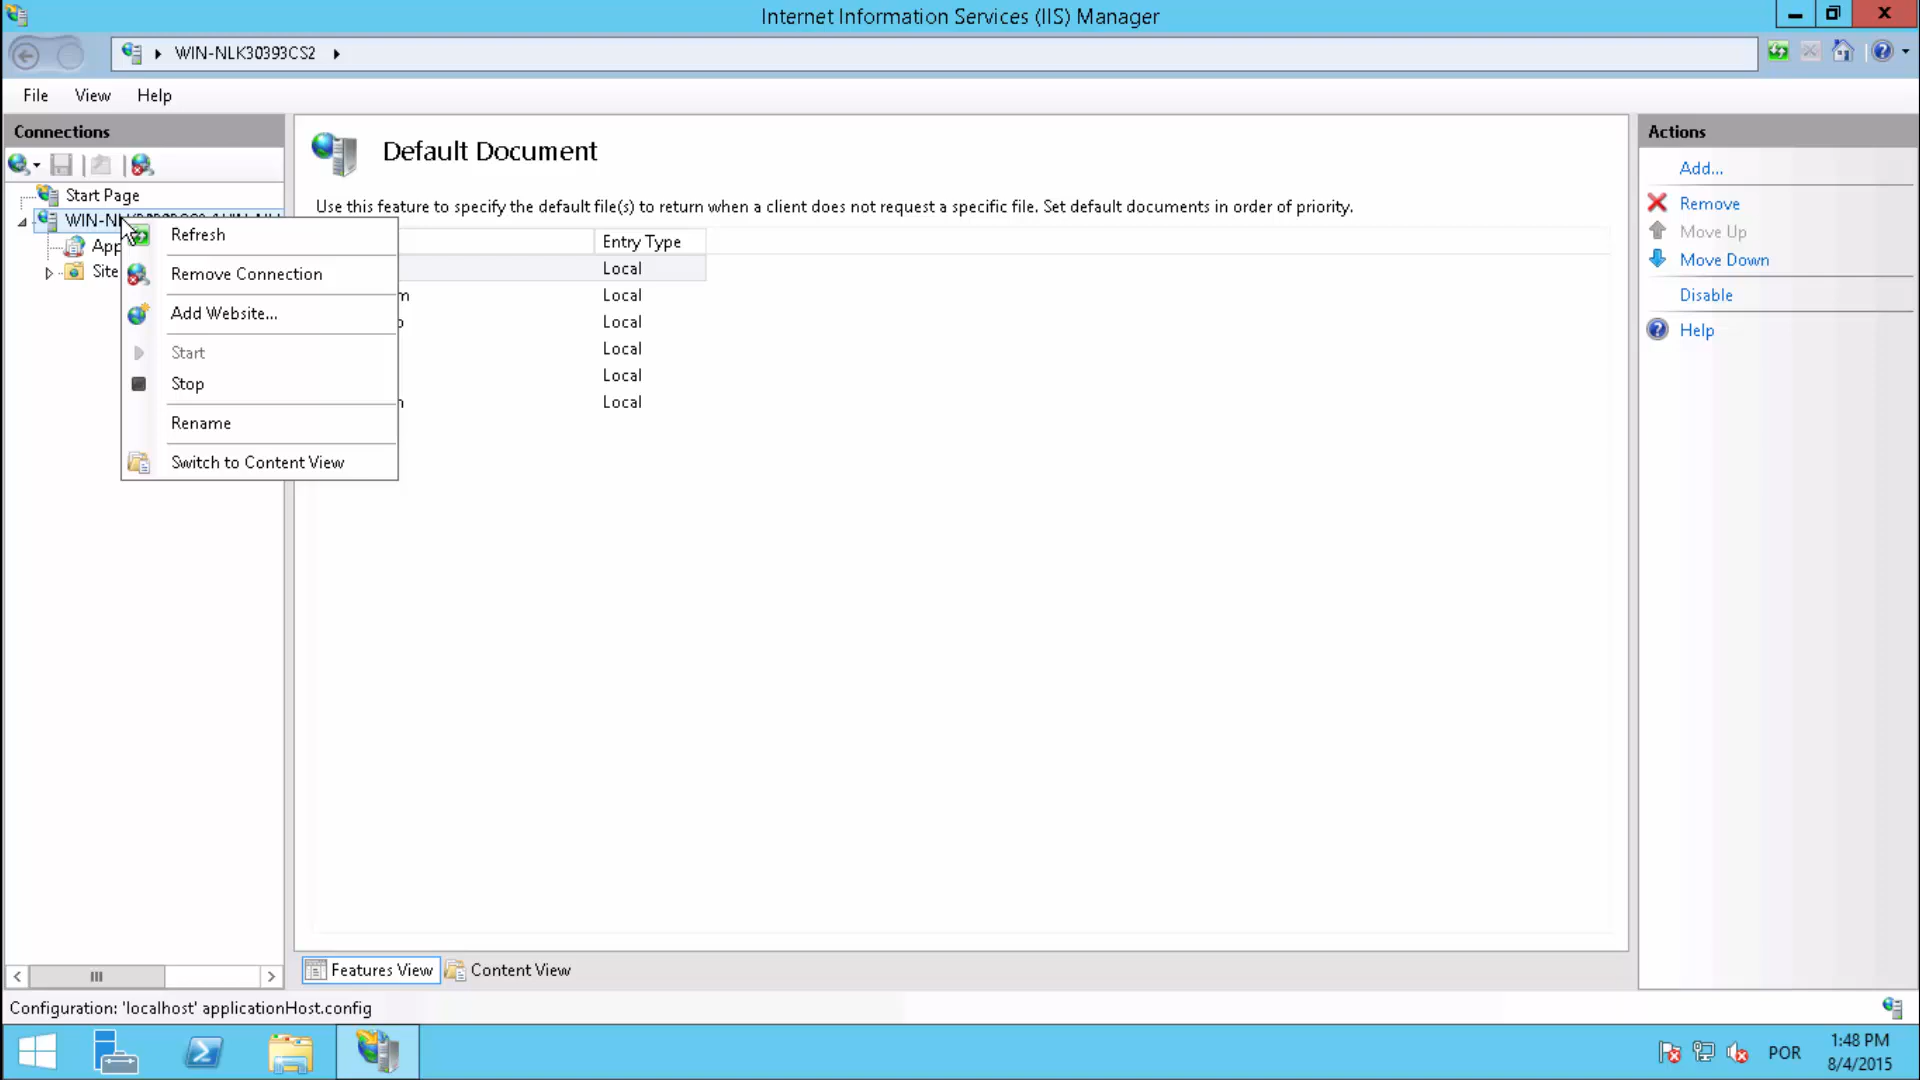 Internet Information Services (IIS) Manager
WIN-NLK30393CS2
File View Help
Connections
Start Page
Refresh
Remove Connection
Add Website...
Start
Stop
Rename
Switch to Content View
Default Document
Use this feature to specify the default file(s) to return when a client does not request a specific file. Set default documents in order of priority.
Entry Type
Local
Local
Local
Local
Local
Local
Features View
Content View
Actions
Add...
Remove
Move Up
Move Down
Disable
Help
Configuration: 'localhost' applicationHost.config
POR
1:48 PM
8/4/2015